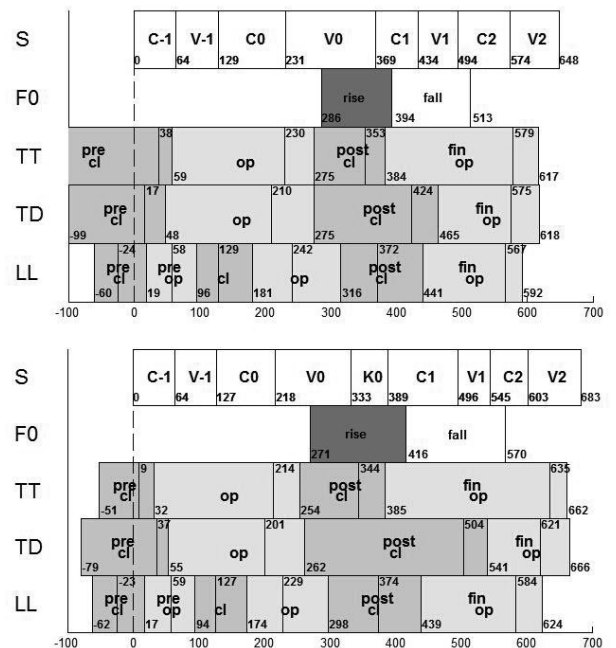 S C-1 V-1 C0 V0 C1 V1 C2 V2
0 64 129 231 369 434 494 574 648
F0 rise fall
286 394 513
TT 38 230 353 579
pre cl op post cl fin op
59 275 384 617
TD 17 210 424 575
pre cl op post cl fin op
-99 48 275 465 618
LL -24 58 129 242 372 567
pre cl pre op cl op post cl fin op
-60 19 96 181 316 441 592
-100 0 100 200 300 400 500 600 700
S C-1 V-1 C0 V0 K0 C1 V1 C2 V2
0 64 127 218 333 389 496 545 603 683
F0 rise fall
271 416 570
TT 9 214 344 635
pre cl op post cl fin op
-51 32 254 385 662
TD 37 201 504 621
pre cl op post cl fin op
-79 55 262 541 666
LL -23 59 127 229 374 584
pre cl pre op cl op post cl fin op
-62 17 94 174 298 439 624
-100 0 100 200 300 400 500 600 700